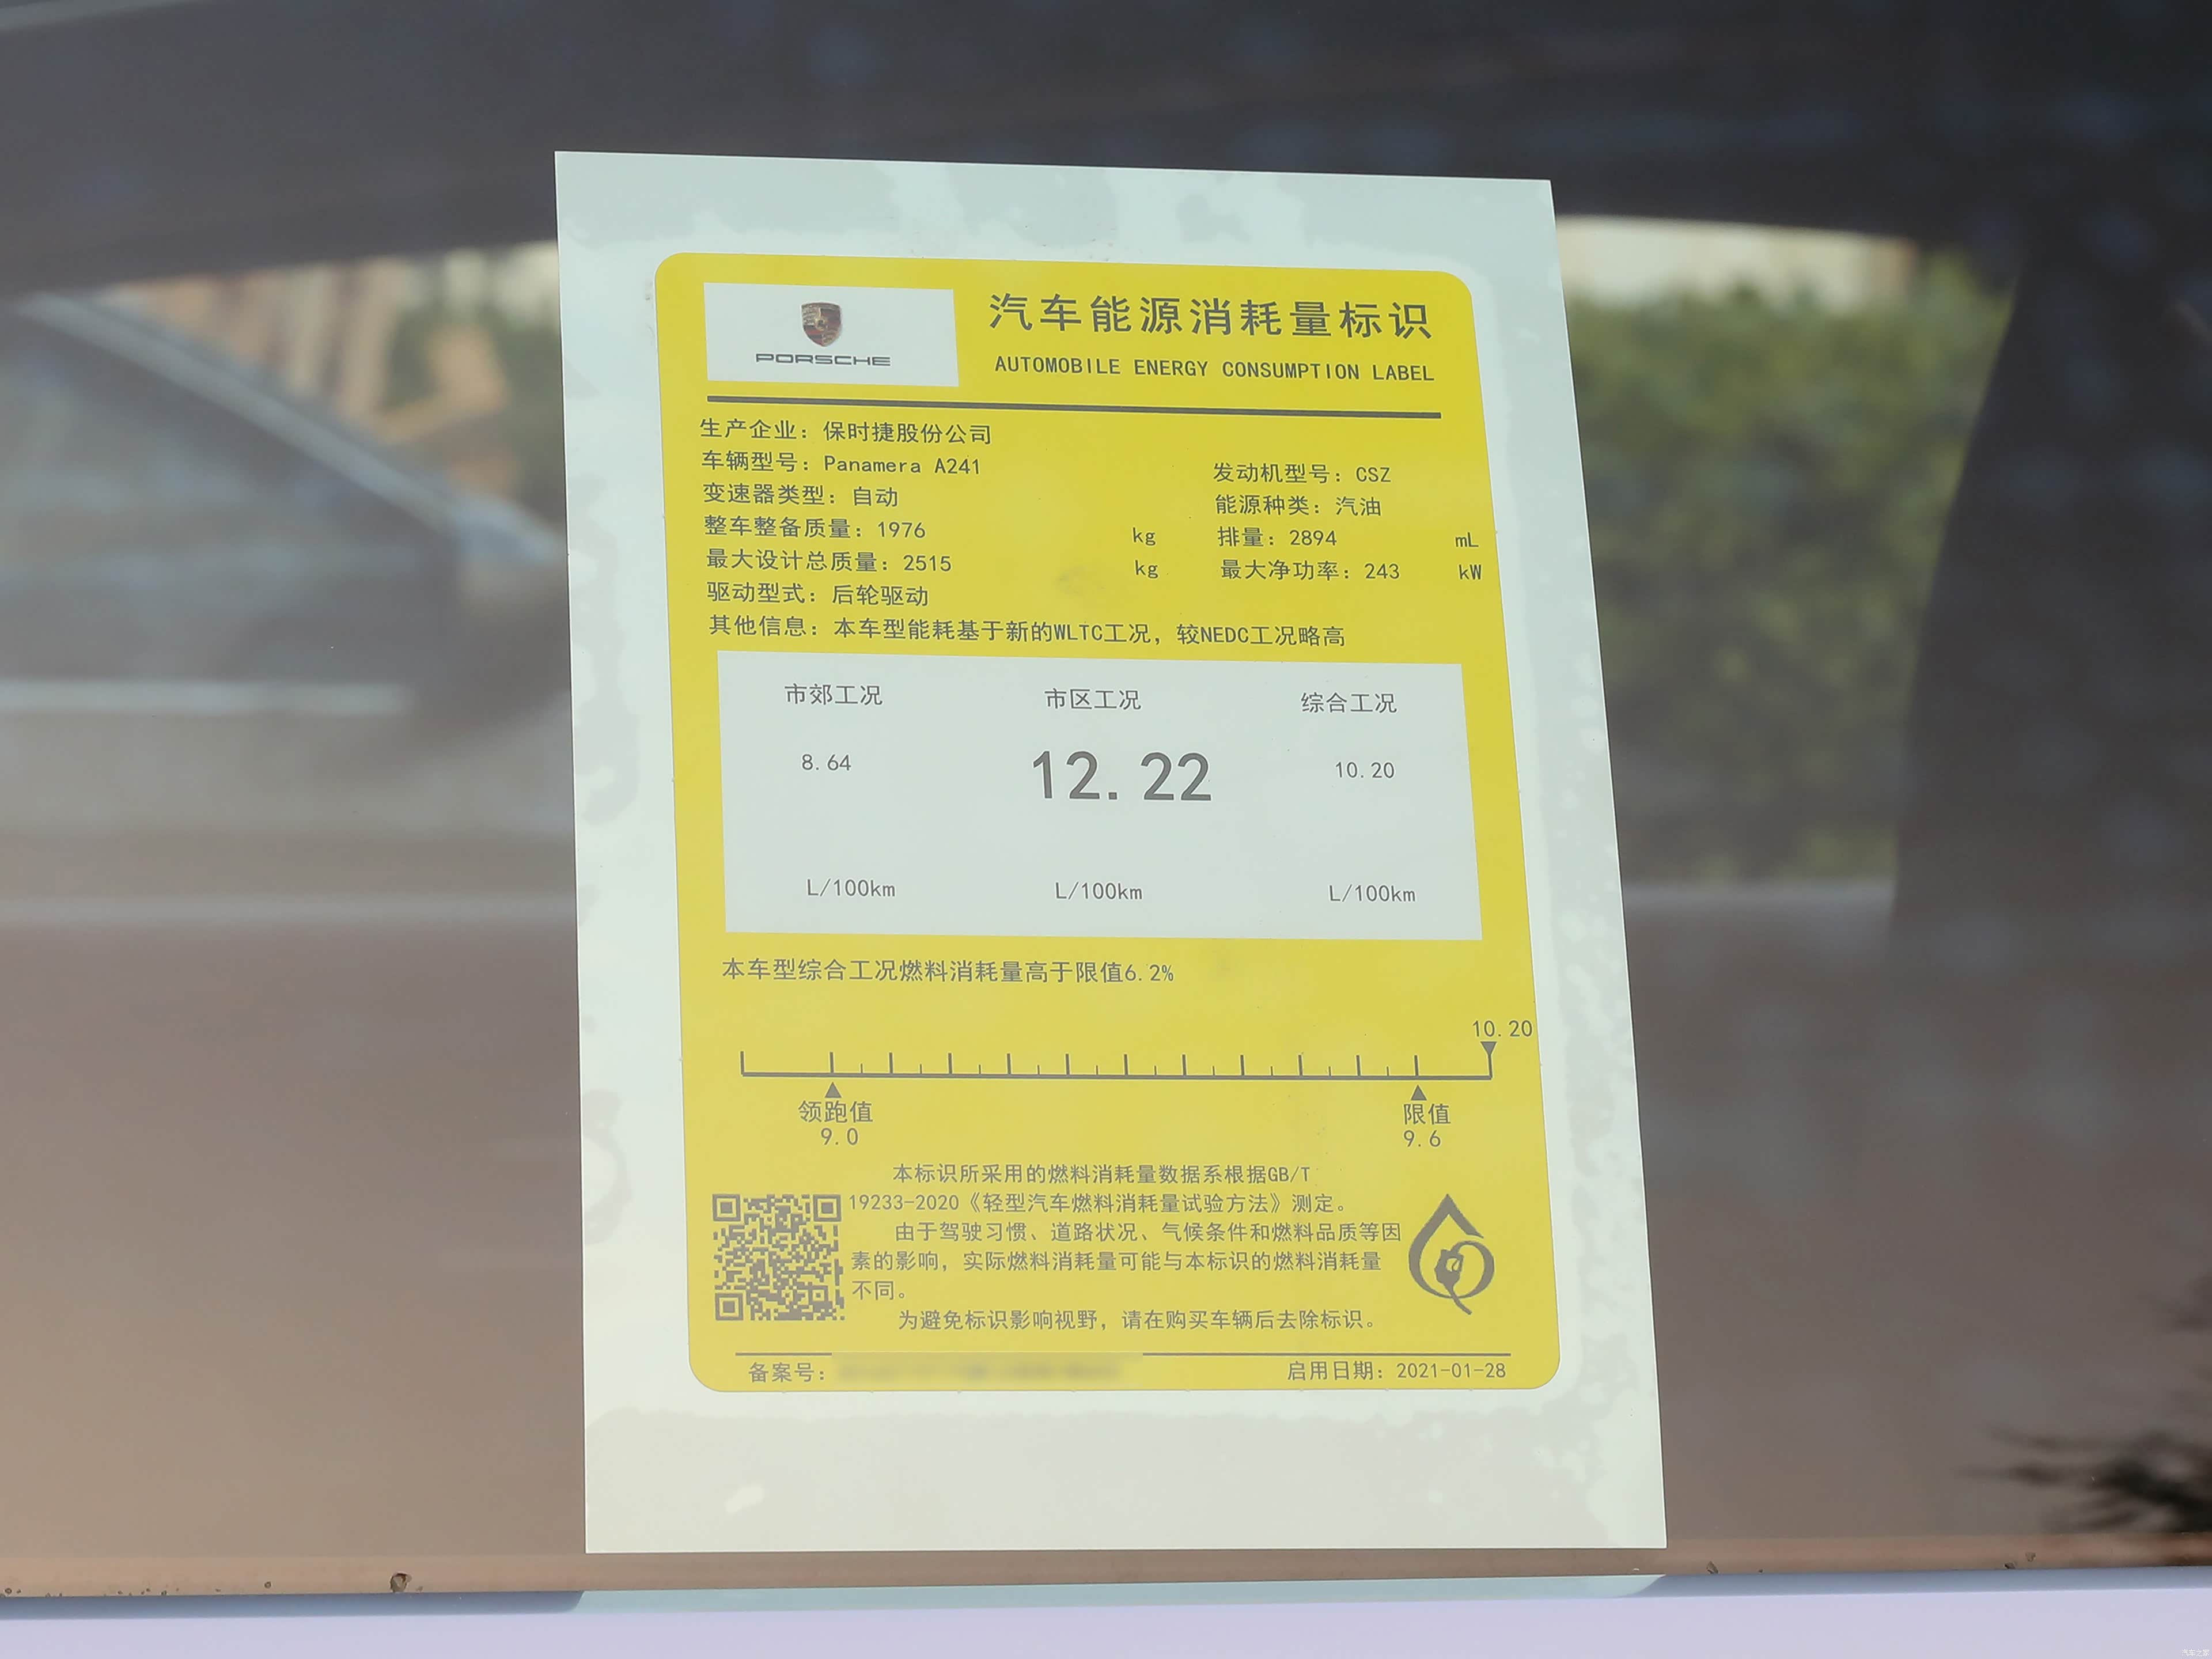 PORSCHE
汽车能源消耗量标识
AUTOMOBILE ENERGY CONSUMPTION LABEL
生产企业：保时捷股份公司
车辆型号：Panamera A241
发动机型号：CSZ
变速器类型：自动
能源种类：汽油
整车整备质量：1976 kg
排量：2894 mL
最大设计总质量：2515 kg
最大净功率：243 kW
驱动型式：后轮驱动
其他信息：本车型能耗基于新的WLTC工况，较NEDC工况略高
市郊工况 市区工况 综合工况
8.64 12.22 10.20
L/100km L/100km L/100km
本车型综合工况燃料消耗量高于限值6.2%
10.20
领跑值 限值
9.0 9.6
本标识所采用的燃料消耗量数据系根据GB/T
19233-2020《轻型汽车燃料消耗量试验方法》测定。
由于驾驶习惯、道路状况、气候条件和燃料品质等因
素的影响，实际燃料消耗量可能与本标识的燃料消耗量
不同。
为避免标识影响视野，请在购买车辆后去除标识。
备案号：
启用日期：2021-01-28
汽车之家